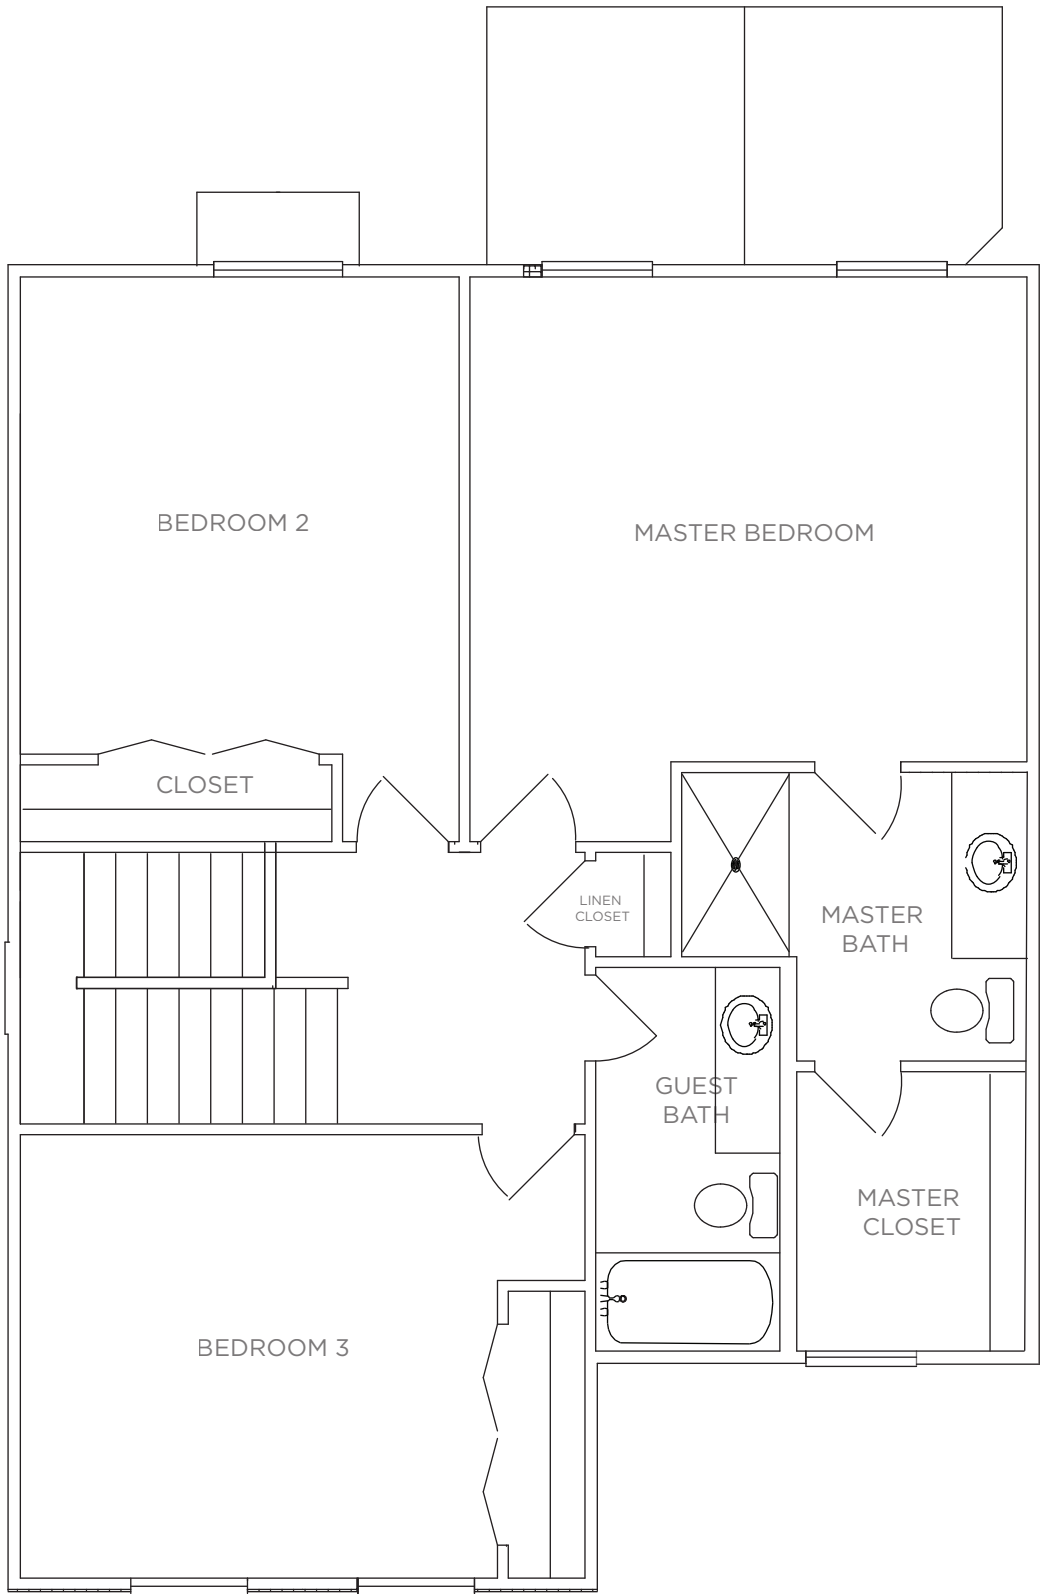 BEDROOM 2
MASTER BEDROOM
CLOSET
LINEN
CLOSET
MASTER
BATH
GUEST
BATH
MASTER
CLOSET
BEDROOM 3